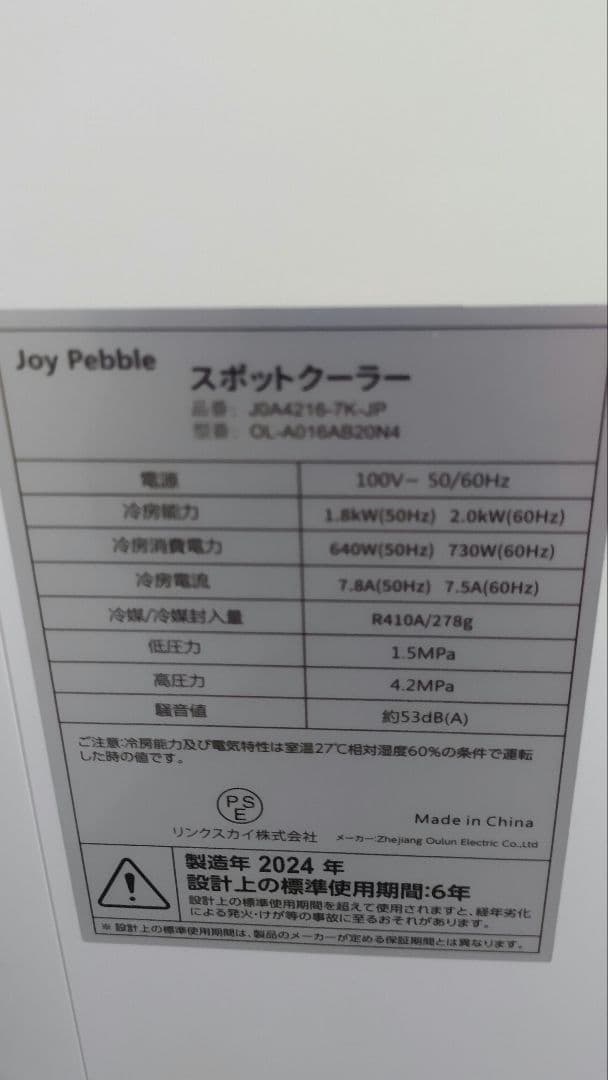 Joy Pebble
スポットクーラー
品番: J0A4216-7K-JP
型番: OL-A016AB20N4
電源 100V~ 50/60Hz
冷房能力 1.8kW(50Hz) 2.0kW(60Hz)
冷房消費電力 640W(50Hz) 730W(60Hz)
冷房電流 7.8A(50Hz) 7.5A(60Hz)
冷媒/冷媒封入量 R410A/278g
低圧力 1.5MPa
高圧力 4.2MPa
騒音値 約53dB(A)
ご注意:冷房能力及び電気特性は室温27℃相対湿度60%の条件で運転
した時の値です。
PSE
Made in China
リンクスカイ株式会社 メーカー:Zhejiang Oulun Electric Co.,Ltd
製造年 2024 年
設計上の標準使用期間:6年
設計上の標準使用期間を超えて使用されますと、経年劣化
による発火・けが等の事故に至るおそれがあります。
※ 設計上の標準使用期間は、製品のメーカーが定める保証期間とは異なります。